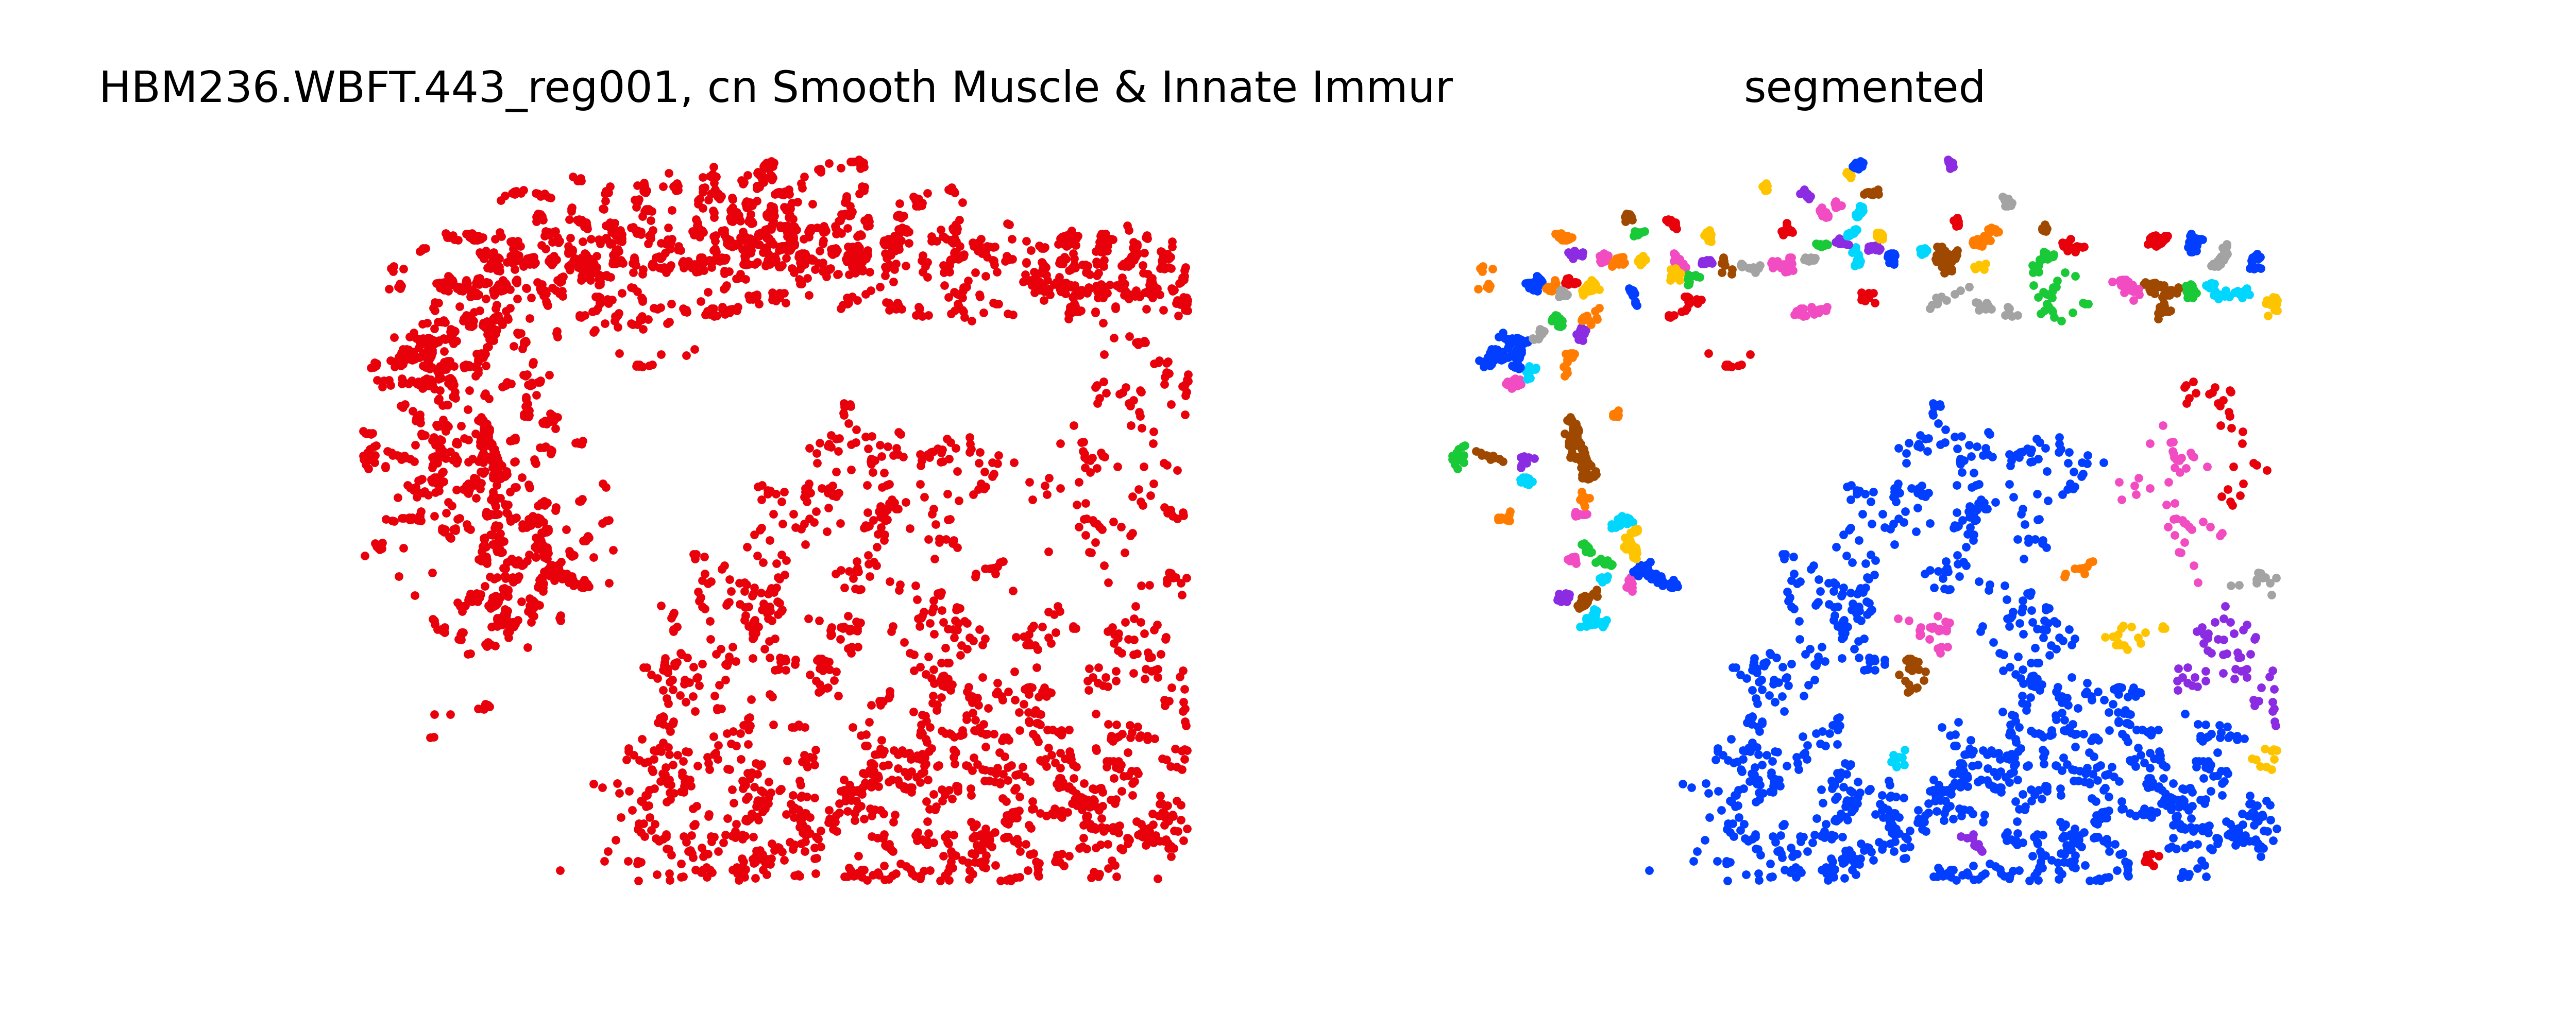 HBM236.WBFT.443_reg001, cn Smooth Muscle & Innate Immur
segmented